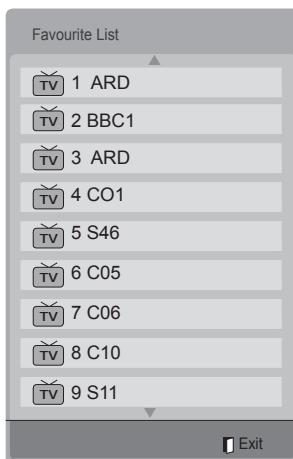 Favourite List
TV 1 ARD
TV 2 BBC1
TV 3 ARD
TV 4 CO1
TV 5 S46
TV 6 C05
TV 7 C06
TV 8 C10
TV 9 S11
Exit